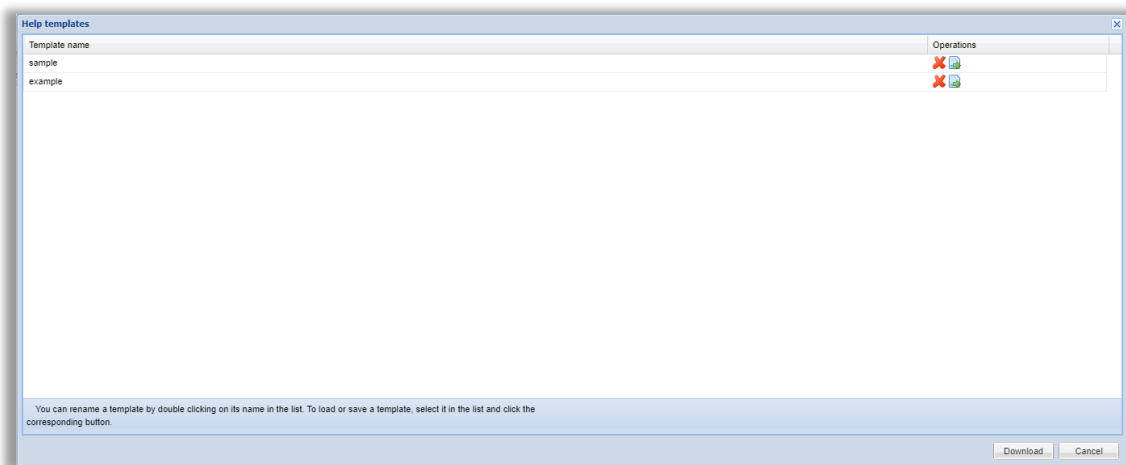 Help templates
Template name Operations
sample
example
You can rename a template by double clicking on its name in the list. To load or save a template, select it in the list and click the
corresponding button.
Download Cancel